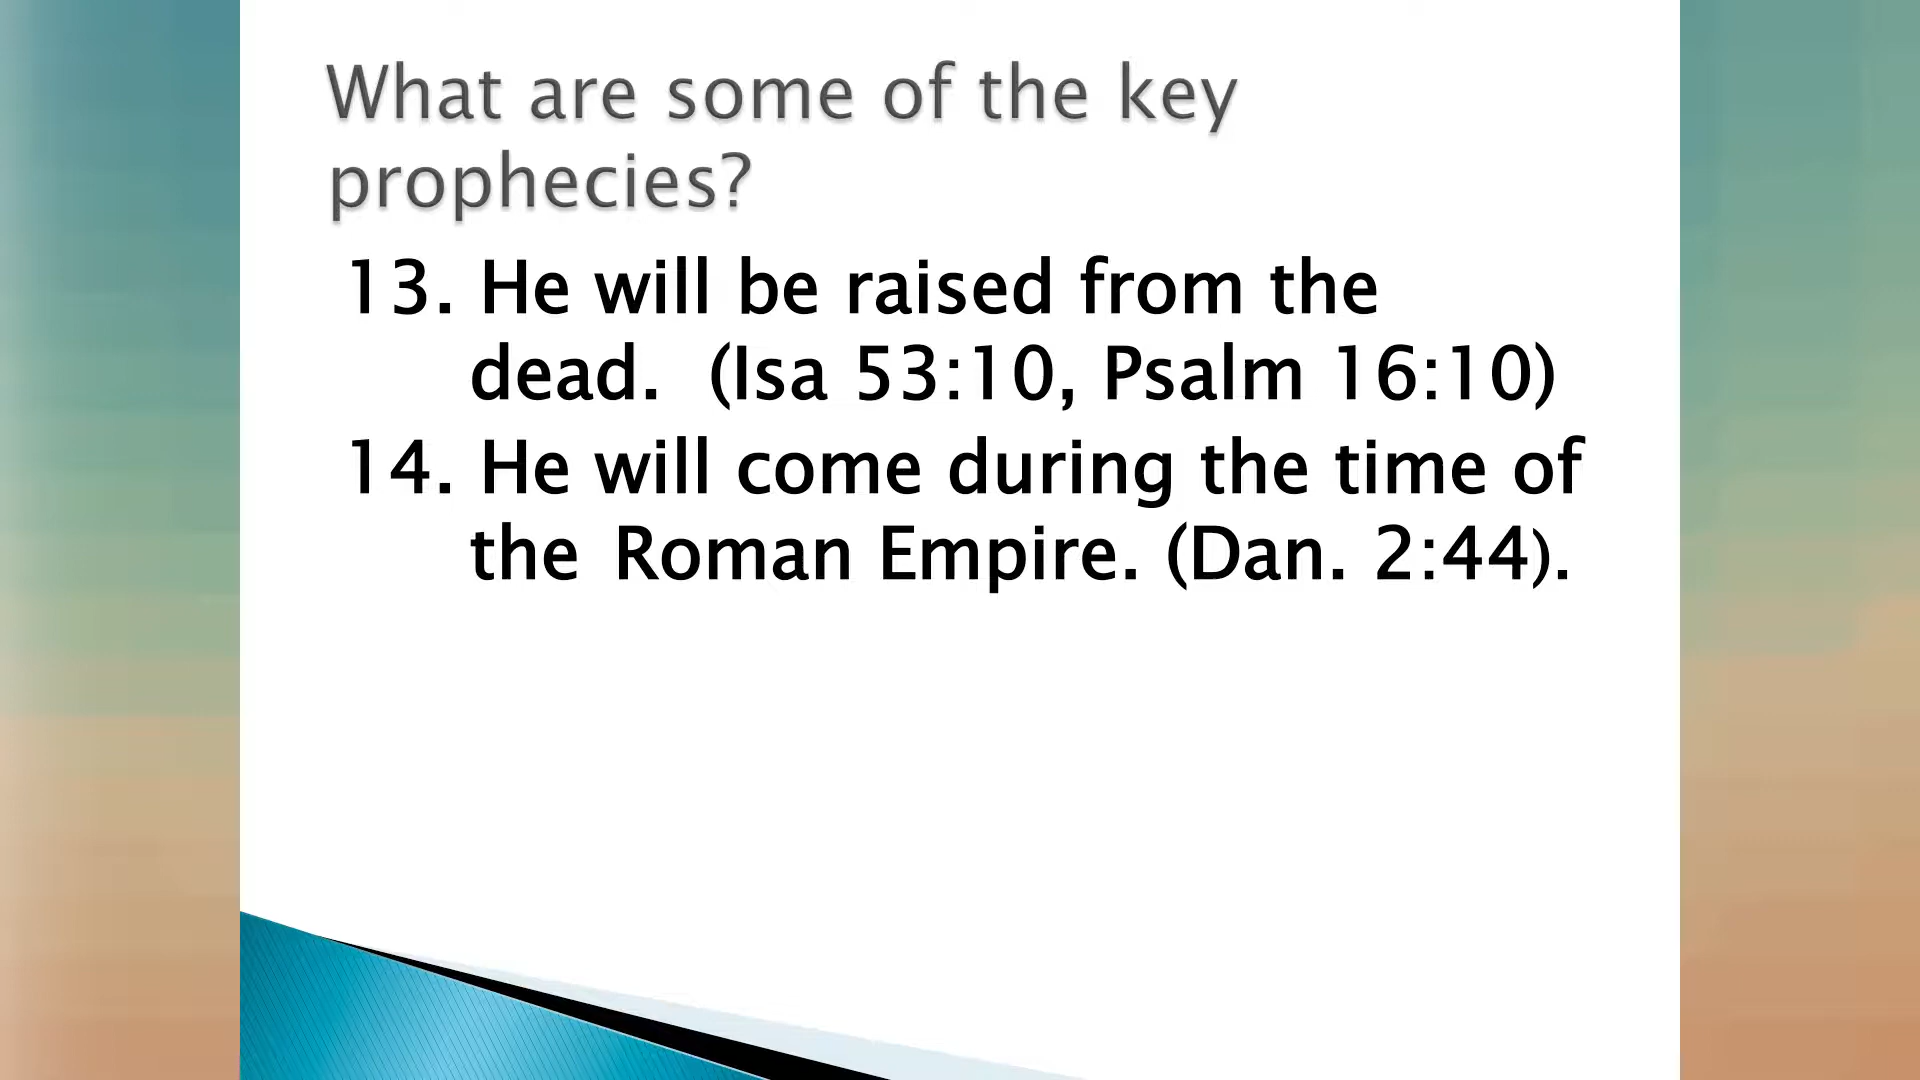 What are some of the key
prophecies?
13. He will be raised from the
dead. (Isa 53:10, Psalm 16:10)
14. He will come during the time of
the Roman Empire. (Dan. 2:44).